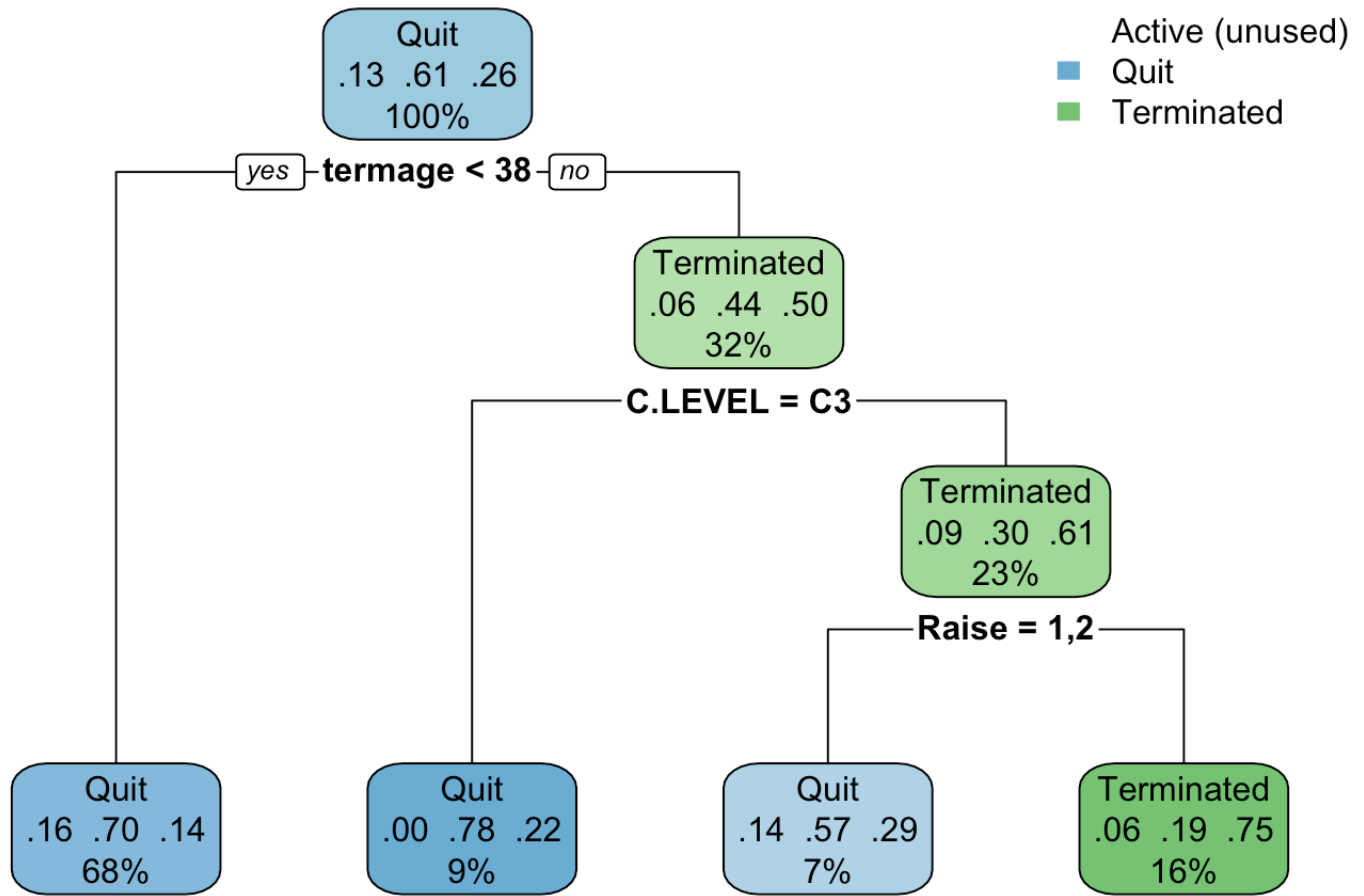 Quit
.13 .61 .26
100%
Active (unused)
Quit
Terminated
yes termage < 38 no
Terminated
.06 .44 .50
32%
C.LEVEL = C3
Terminated
.09 .30 .61
23%
Raise = 1,2
Quit
.16 .70 .14
68%
Quit
.00 .78 .22
9%
Quit
.14 .57 .29
7%
Terminated
.06 .19 .75
16%